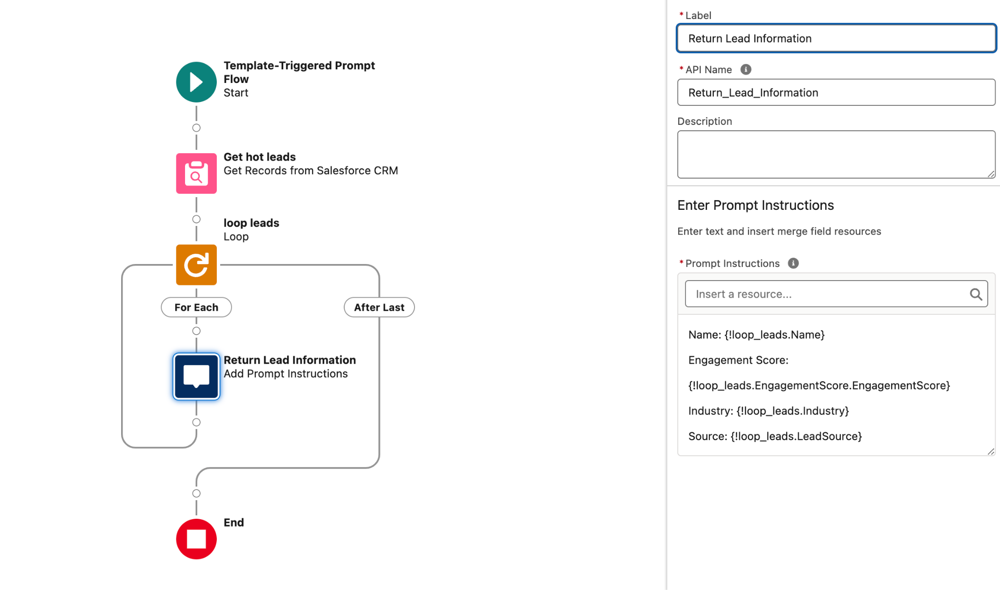 Template-Triggered Prompt
Flow
Start
Get hot leads
Get Records from Salesforce CRM
loop leads
Loop
For Each
After Last
Return Lead Information
Add Prompt Instructions
End
* Label
Return Lead Information
* API Name
Return_Lead_Information
Description
Enter Prompt Instructions
Enter text and insert merge field resources
* Prompt Instructions
Insert a resource...
Name: {!loop_leads.Name}
Engagement Score:
{!loop_leads.EngagementScore.EngagementScore}
Industry: {!loop_leads.Industry}
Source: {!loop_leads.LeadSource}